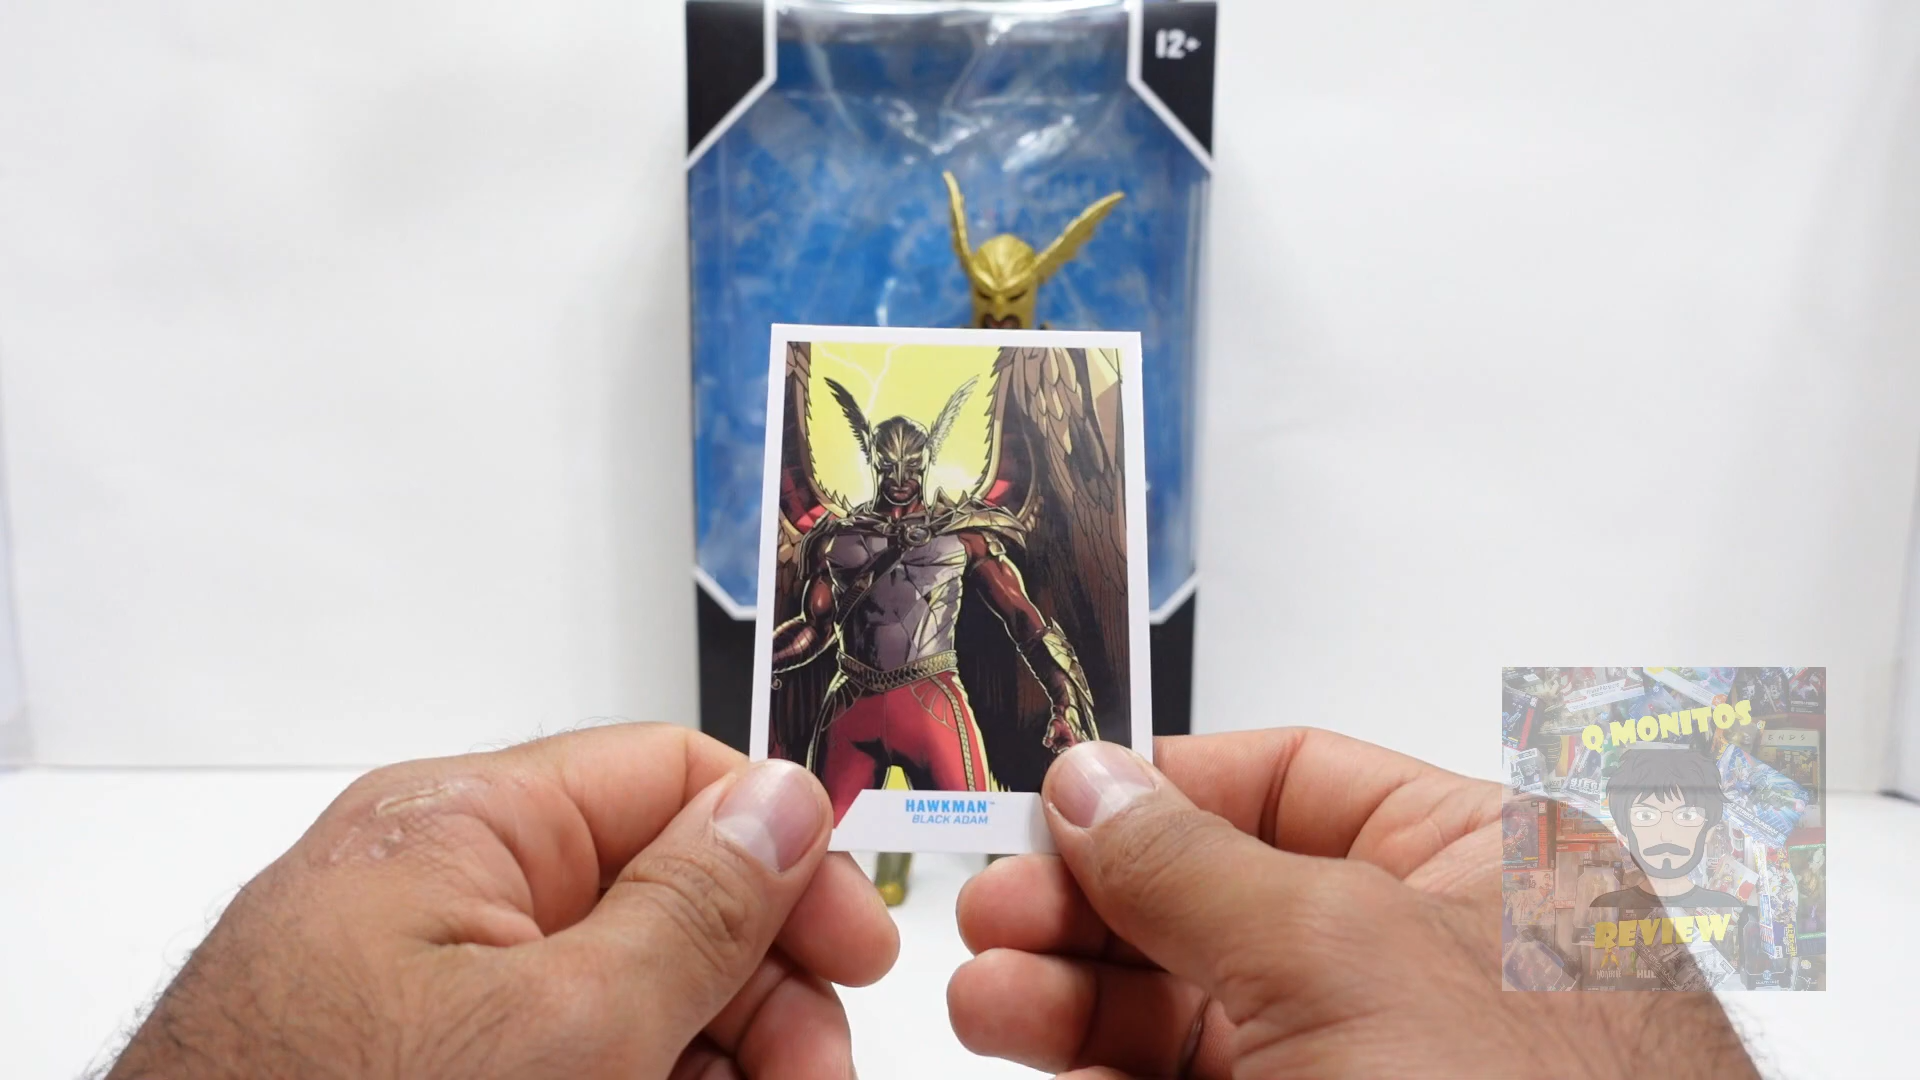 12+
HAWKMAN™
BLACK ADAM
Q MONITOS
REVIEW